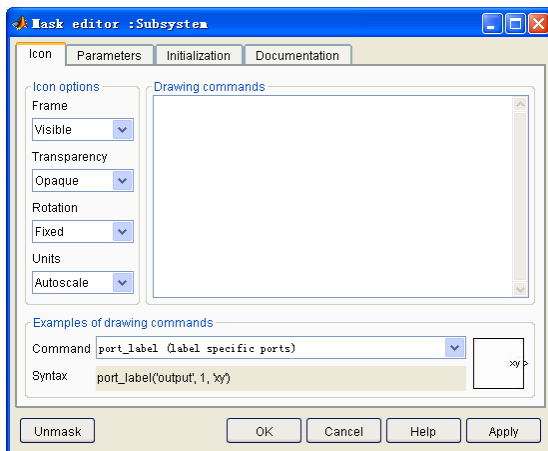 Mask editor :Subsystem
Icon Parameters Initialization Documentation
Icon options
Drawing commands
Frame
Visible
Transparency
Opaque
Rotation
Fixed
Units
Autoscale
Examples of drawing commands
Command port_label (label specific ports)
xy
Syntax port_label('output', 1, 'xy')
Unmask OK Cancel Help Apply